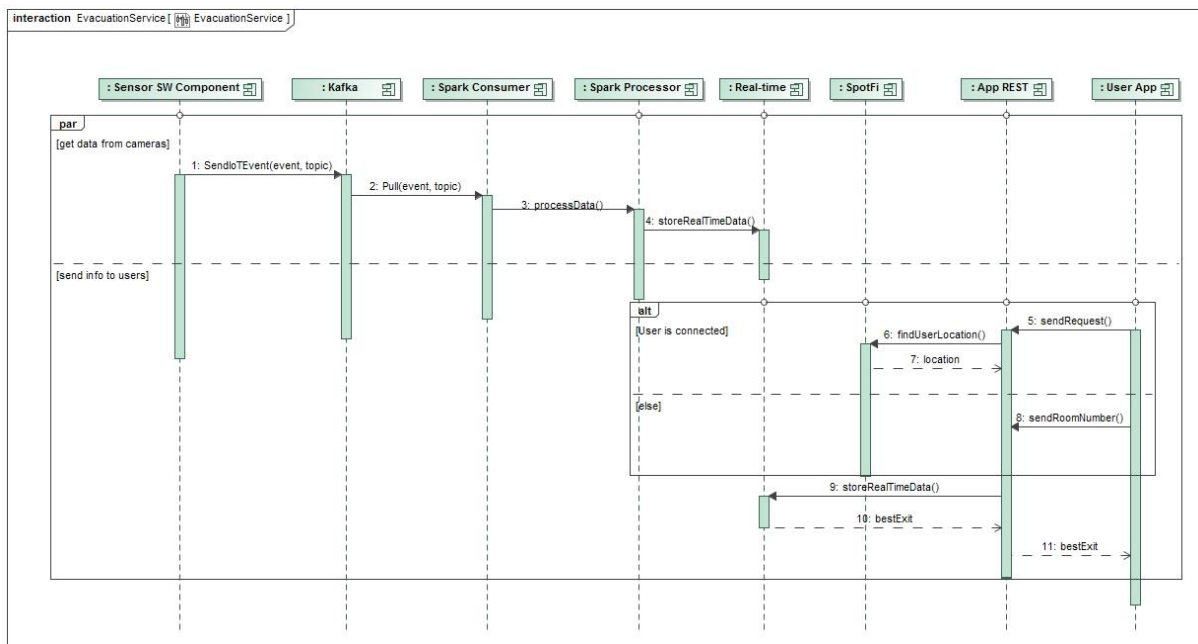 interaction EvacuationService [ EvacuationService ]
: Sensor SW Component
: Kafka
: Spark Consumer
: Spark Processor
: Real-time
: SpotFi
: App REST
: User App
par
[get data from cameras]
1: SendIoTEvent(event, topic)
2: Pull(event, topic)
3: processData()
4: storeRealTimeData()
[send info to users]
alt
[User is connected]
5: sendRequest()
6: findUserLocation()
7: location
[else]
8: sendRoomNumber()
9: storeRealTimeData()
10: bestExit
11: bestExit